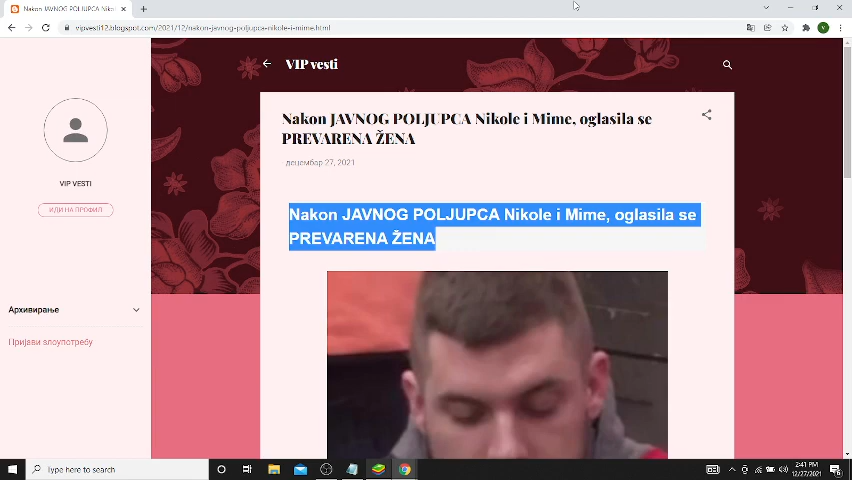 Nakon JAVNOG POLJUPCA Niko
vipvesti12.blogspot.com/2021/12/nakon-javnog-poljupca-nikole-i-mime.html
VIP vesti
Nakon JAVNOG POLJUPCA Nikole i Mime, oglasila se
PREVARENA ŽENA
децембар 27, 2021
VIP VESTI
ИДИ НА ПРОФИЛ
Nakon JAVNOG POLJUPCA Nikole i Mime, oglasila se
PREVARENA ŽENA
Архивирање
Пријави злоупотребу
Type here to search
2:41 PM
12/27/2021